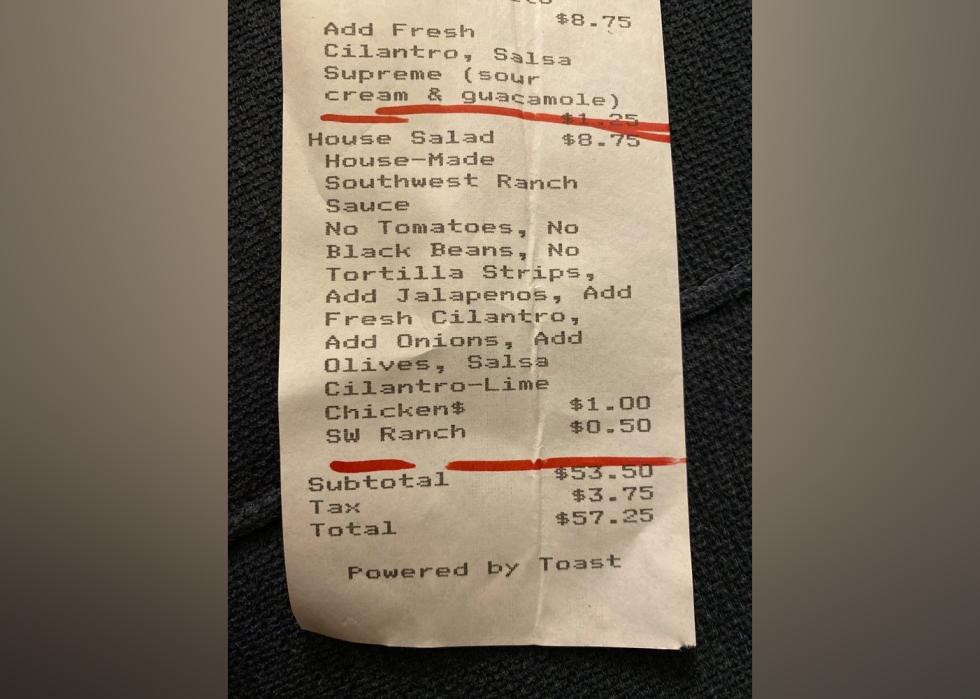 $8.75
Add Fresh
Cilantro, Salsa
Supreme (sour
cream & guacamole)
$1.25
House Salad $8.75
House-Made
Southwest Ranch
Sauce
No Tomatoes, No
Black Beans, No
Tortilla Strips,
Add Jalapenos, Add
Fresh Cilantro,
Add Onions, Add
Olives, Salsa
Cilantro-Lime
Chicken$ $1.00
SW Ranch $0.50
Subtotal $53.50
Tax $3.75
Total $57.25
Powered by Toast